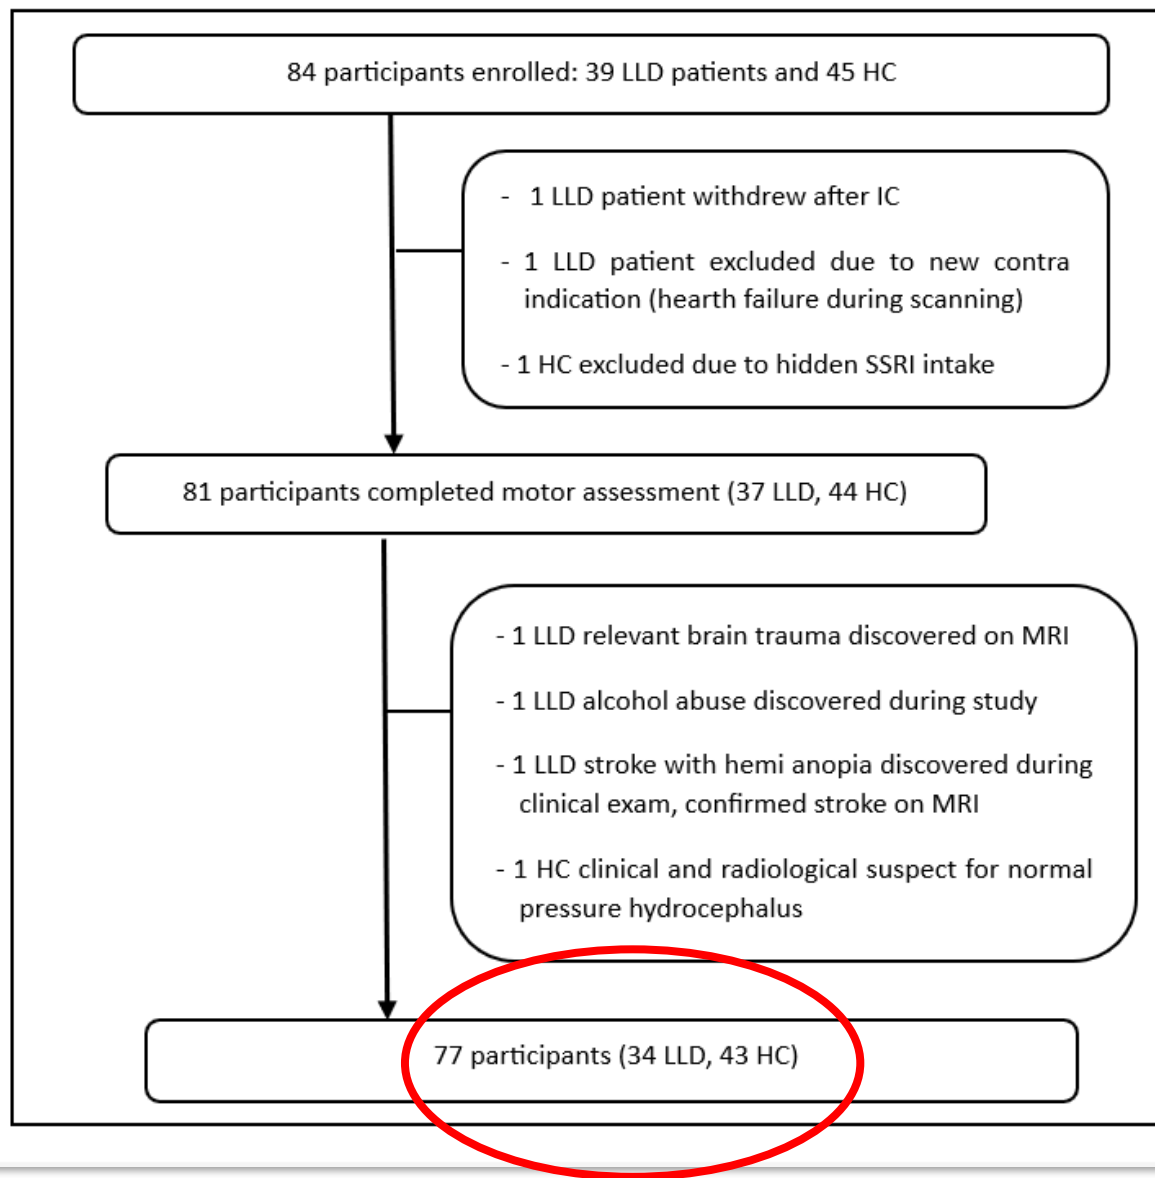 84 participants enrolled: 39 LLD patients and 45 HC
- 1 LLD patient withdrew after IC
- 1 LLD patient excluded due to new contra
indication (hearth failure during scanning)
- 1 HC excluded due to hidden SSRI intake
81 participants completed motor assessment (37 LLD, 44 HC)
- 1 LLD relevant brain trauma discovered on MRI
- 1 LLD alcohol abuse discovered during study
- 1 LLD stroke with hemi anopia discovered during
clinical exam, confirmed stroke on MRI
- 1 HC clinical and radiological suspect for normal
pressure hydrocephalus
77 participants (34 LLD, 43 HC)